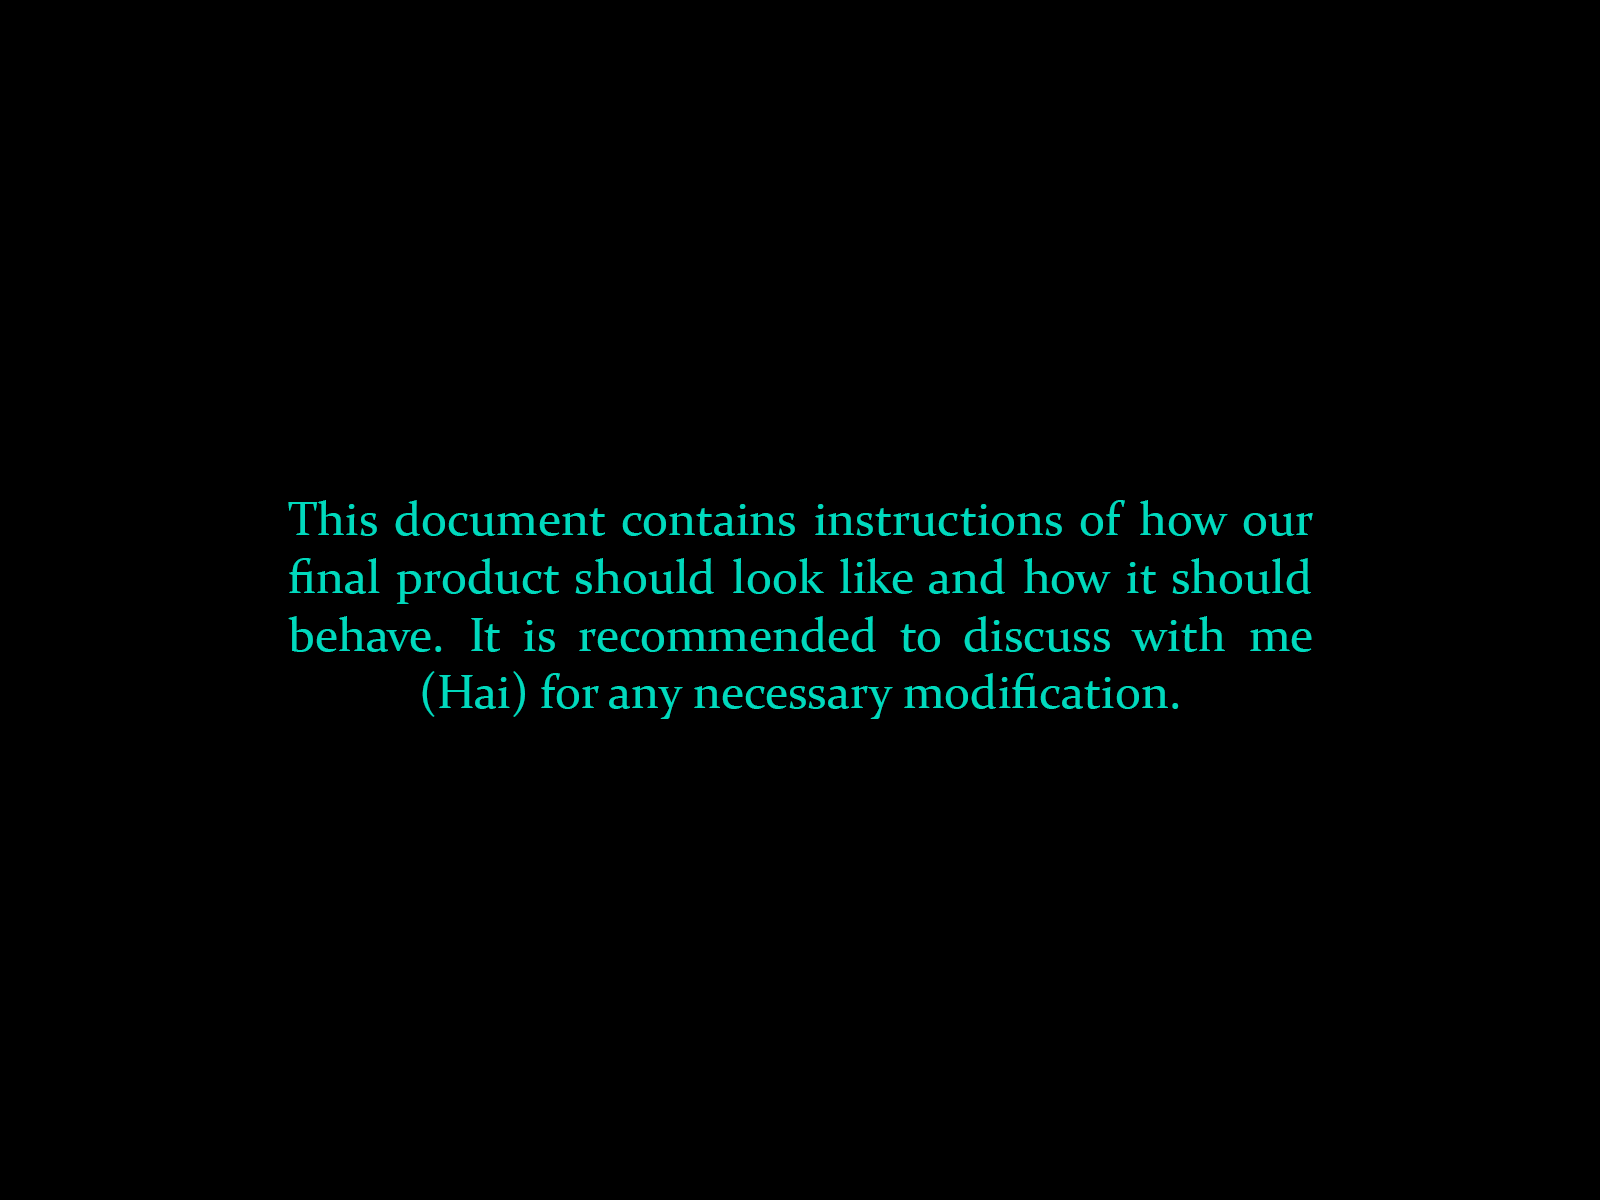 This document contains instructions of how our
final product should look like and how it should
behave. It is recommended to discuss with me
(Hai) for any necessary modification.